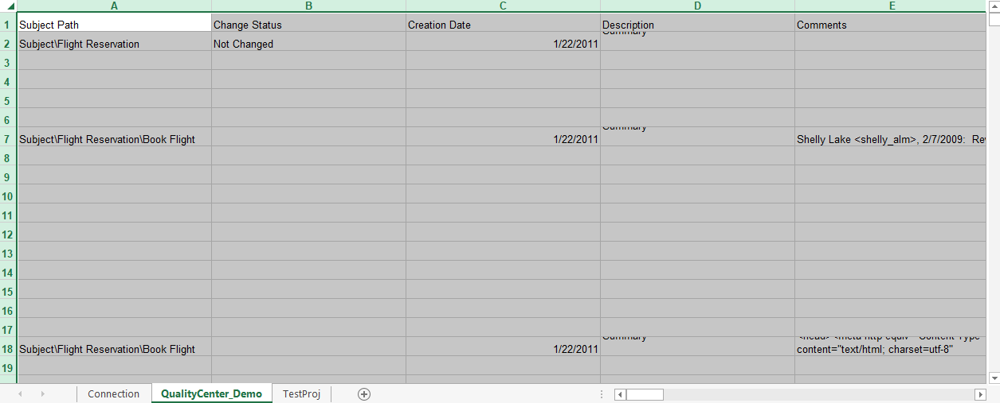 A B C D E
1 Subject Path Change Status Creation Date Description Comments
Summary
2 Subject\Flight Reservation Not Changed 1/22/2011
3
4
5
6
Summary
7 Subject\Flight Reservation\Book Flight 1/22/2011 Shelly Lake <shelly_alm>, 2/7/2009: Re
8
9
10
11
12
13
14
15
16
17
Summary <head> <meta http-equiv="Content-Type"
18 Subject\Flight Reservation\Book Flight 1/22/2011 content="text/html; charset=utf-8"
19
Connection QualityCenter_Demo TestProj